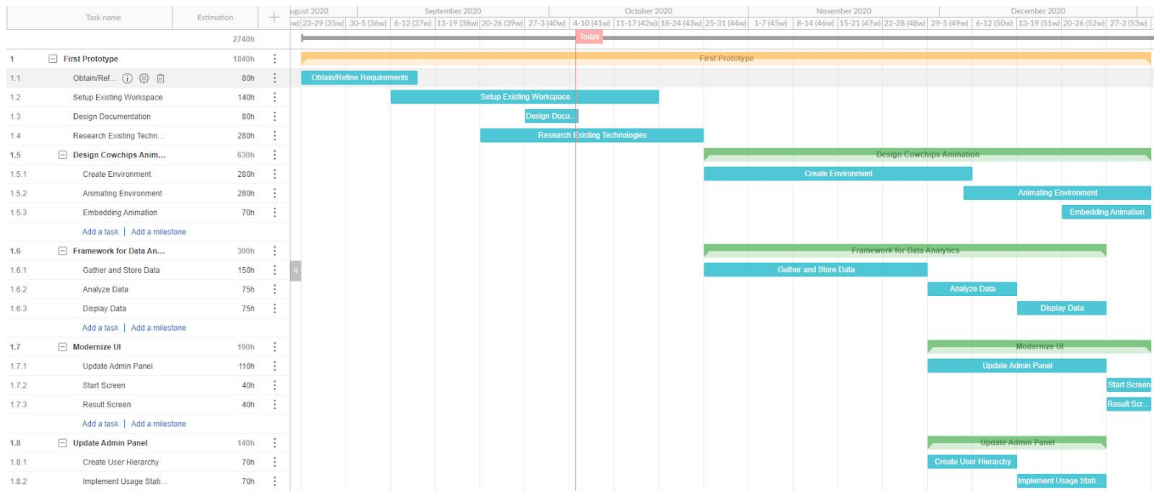 Task name Estimation ugust 2020 September 2020 October 2020 November 2020 December 2020
w) 23-29 (35w) 30-5 (36w) 6-12 (37w) 13-19 (38w) 20-26 (39w) 27-3 (40w) 4-10 (41w) 11-17 (42w) 18-24 (43w) 25-31 (44w) 1-7 (45w) 8-14 (46w) 15-21 (47w) 22-28 (48w) 29-5 (49w) 6-12 (50w) 13-19 (51w) 20-26 (52w) 27-2 (53w)
2740h Today
1 First Prototype 1840h First Prototype
1.1 Obtain/Ref... 80h Obtain/Refine Requirements
1.2 Setup Existing Workspace 140h Setup Existing Workspace
1.3 Design Documentation 80h Design Docu...
1.4 Research Existing Techn... 280h Research Existing Technologies
1.5 Design Cowchips Anim... 630h Design Cowchips Animation
1.5.1 Create Environment 280h Create Environment
1.5.2 Animating Environment 280h Animating Environment
1.5.3 Embedding Animation 70h Embedding Animation
Add a task | Add a milestone
1.6 Framework for Data An... 300h Framework for Data Analytics
1.6.1 Gather and Store Data 150h Gather and Store Data
1.6.2 Analyze Data 75h Analyze Data
1.6.3 Display Data 75h Display Data
Add a task | Add a milestone
1.7 Modernize UI 190h Modernize UI
1.7.1 Update Admin Panel 110h Update Admin Panel
1.7.2 Start Screen 40h Start Screen
1.7.3 Result Screen 40h Result Scr...
Add a task | Add a milestone
1.8 Update Admin Panel 140h Update Admin Panel
1.8.1 Create User Hierarchy 70h Create User Hierarchy
1.8.2 Implement Usage Stati... 70h Implement Usage Stati...